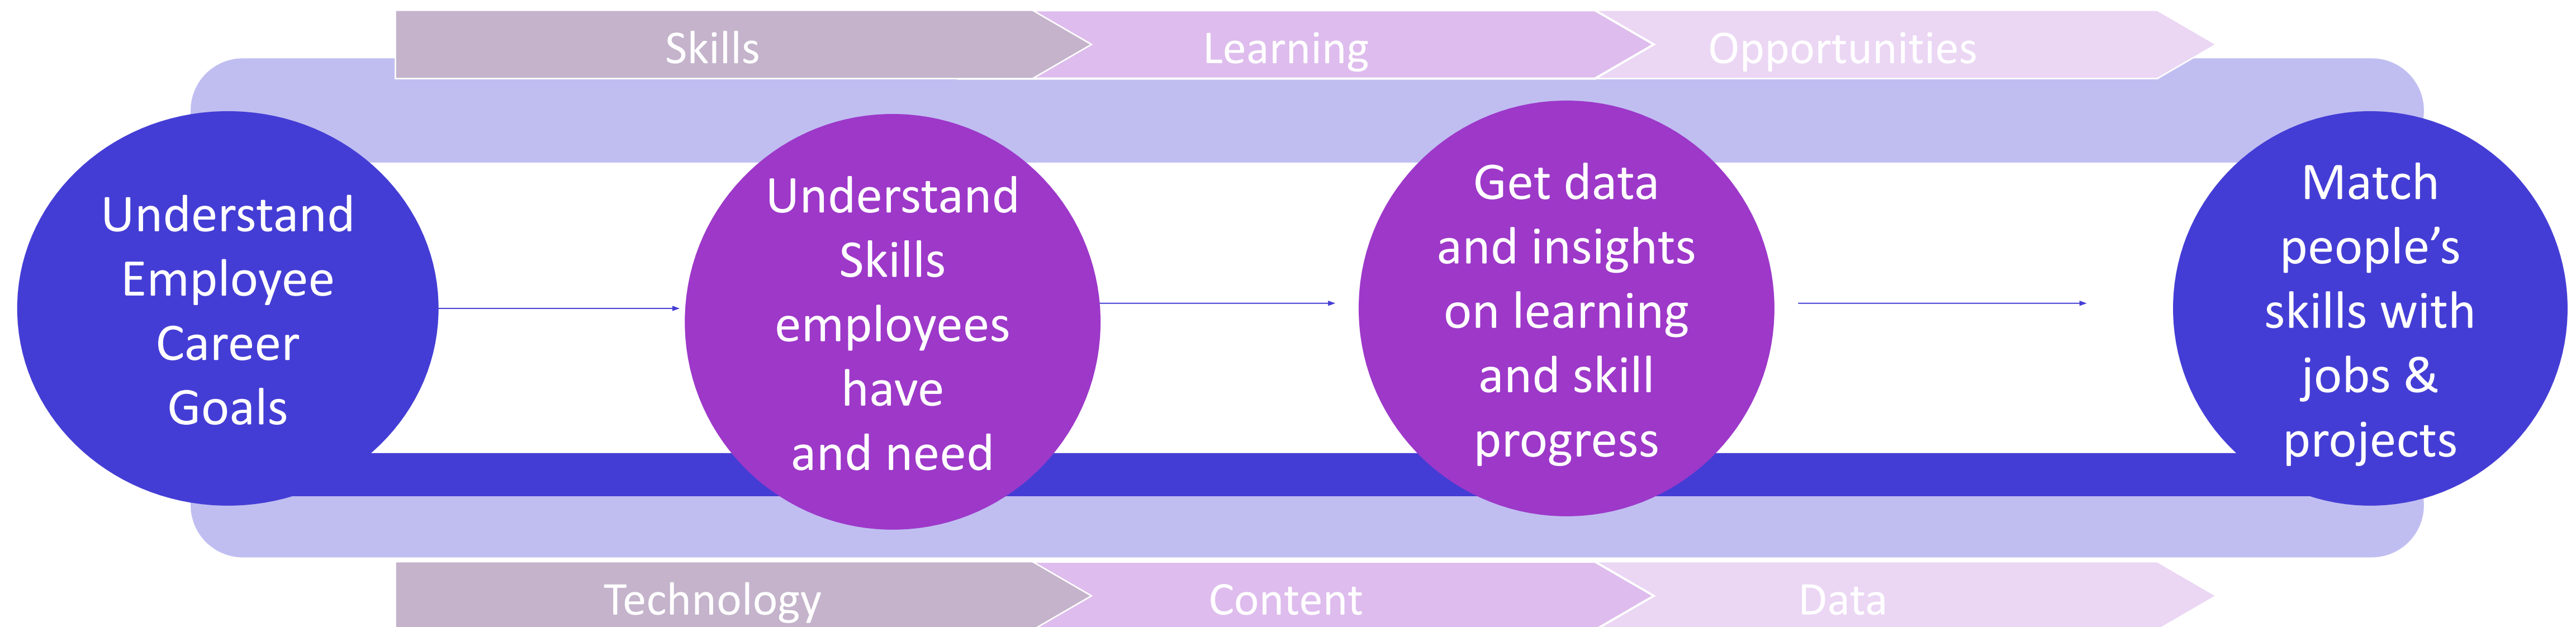 Skills
Learning
Opportunities
Understand
Employee
Career
Goals
Understand
Skills
employees
have
and need
Get data
and insights
on learning
and skill
progress
Match
people’s
skills with
jobs &
projects
Technology
Content
Data